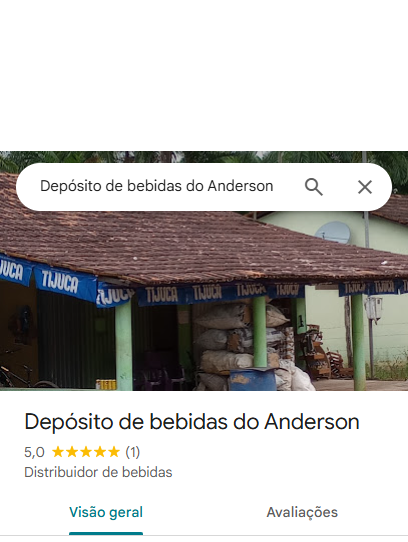 Depósito de bebidas do Anderson
TIJUCA TIJUCA TIJUCA TIJUCA TIJUCA TIJUCA TIJUCA TIJUCA
Depósito de bebidas do Anderson
5,0 ★★★★★ (1)
Distribuidor de bebidas
Visão geral Avaliações